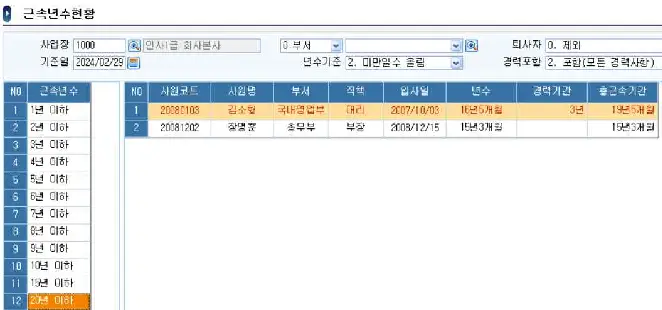 근속년수현황
사업장 1000 인사1급 회사본사 0.부서 퇴사자 0. 제외
기준일 2024/02/29 년수기준 2. 미만일수 올림 경력포함 2. 포함(모든 경력사항)
NO 근속년수
1 1년 이하
2 2년 이하
3 3년 이하
4 4년 이하
5 5년 이하
6 6년 이하
7 7년 이하
8 8년 이하
9 9년 이하
10 10년 이하
11 15년 이하
12 20년 이하
NO 사원코드 사원명 부서 직책 입사일 년수 경력기간 총근속기간
1 20080103 국내영업부 대리 2007/10/03 16년5개월 3년 19년5개월
2 20081202 장명훈 총무부 부장 2008/12/15 15년3개월 15년3개월